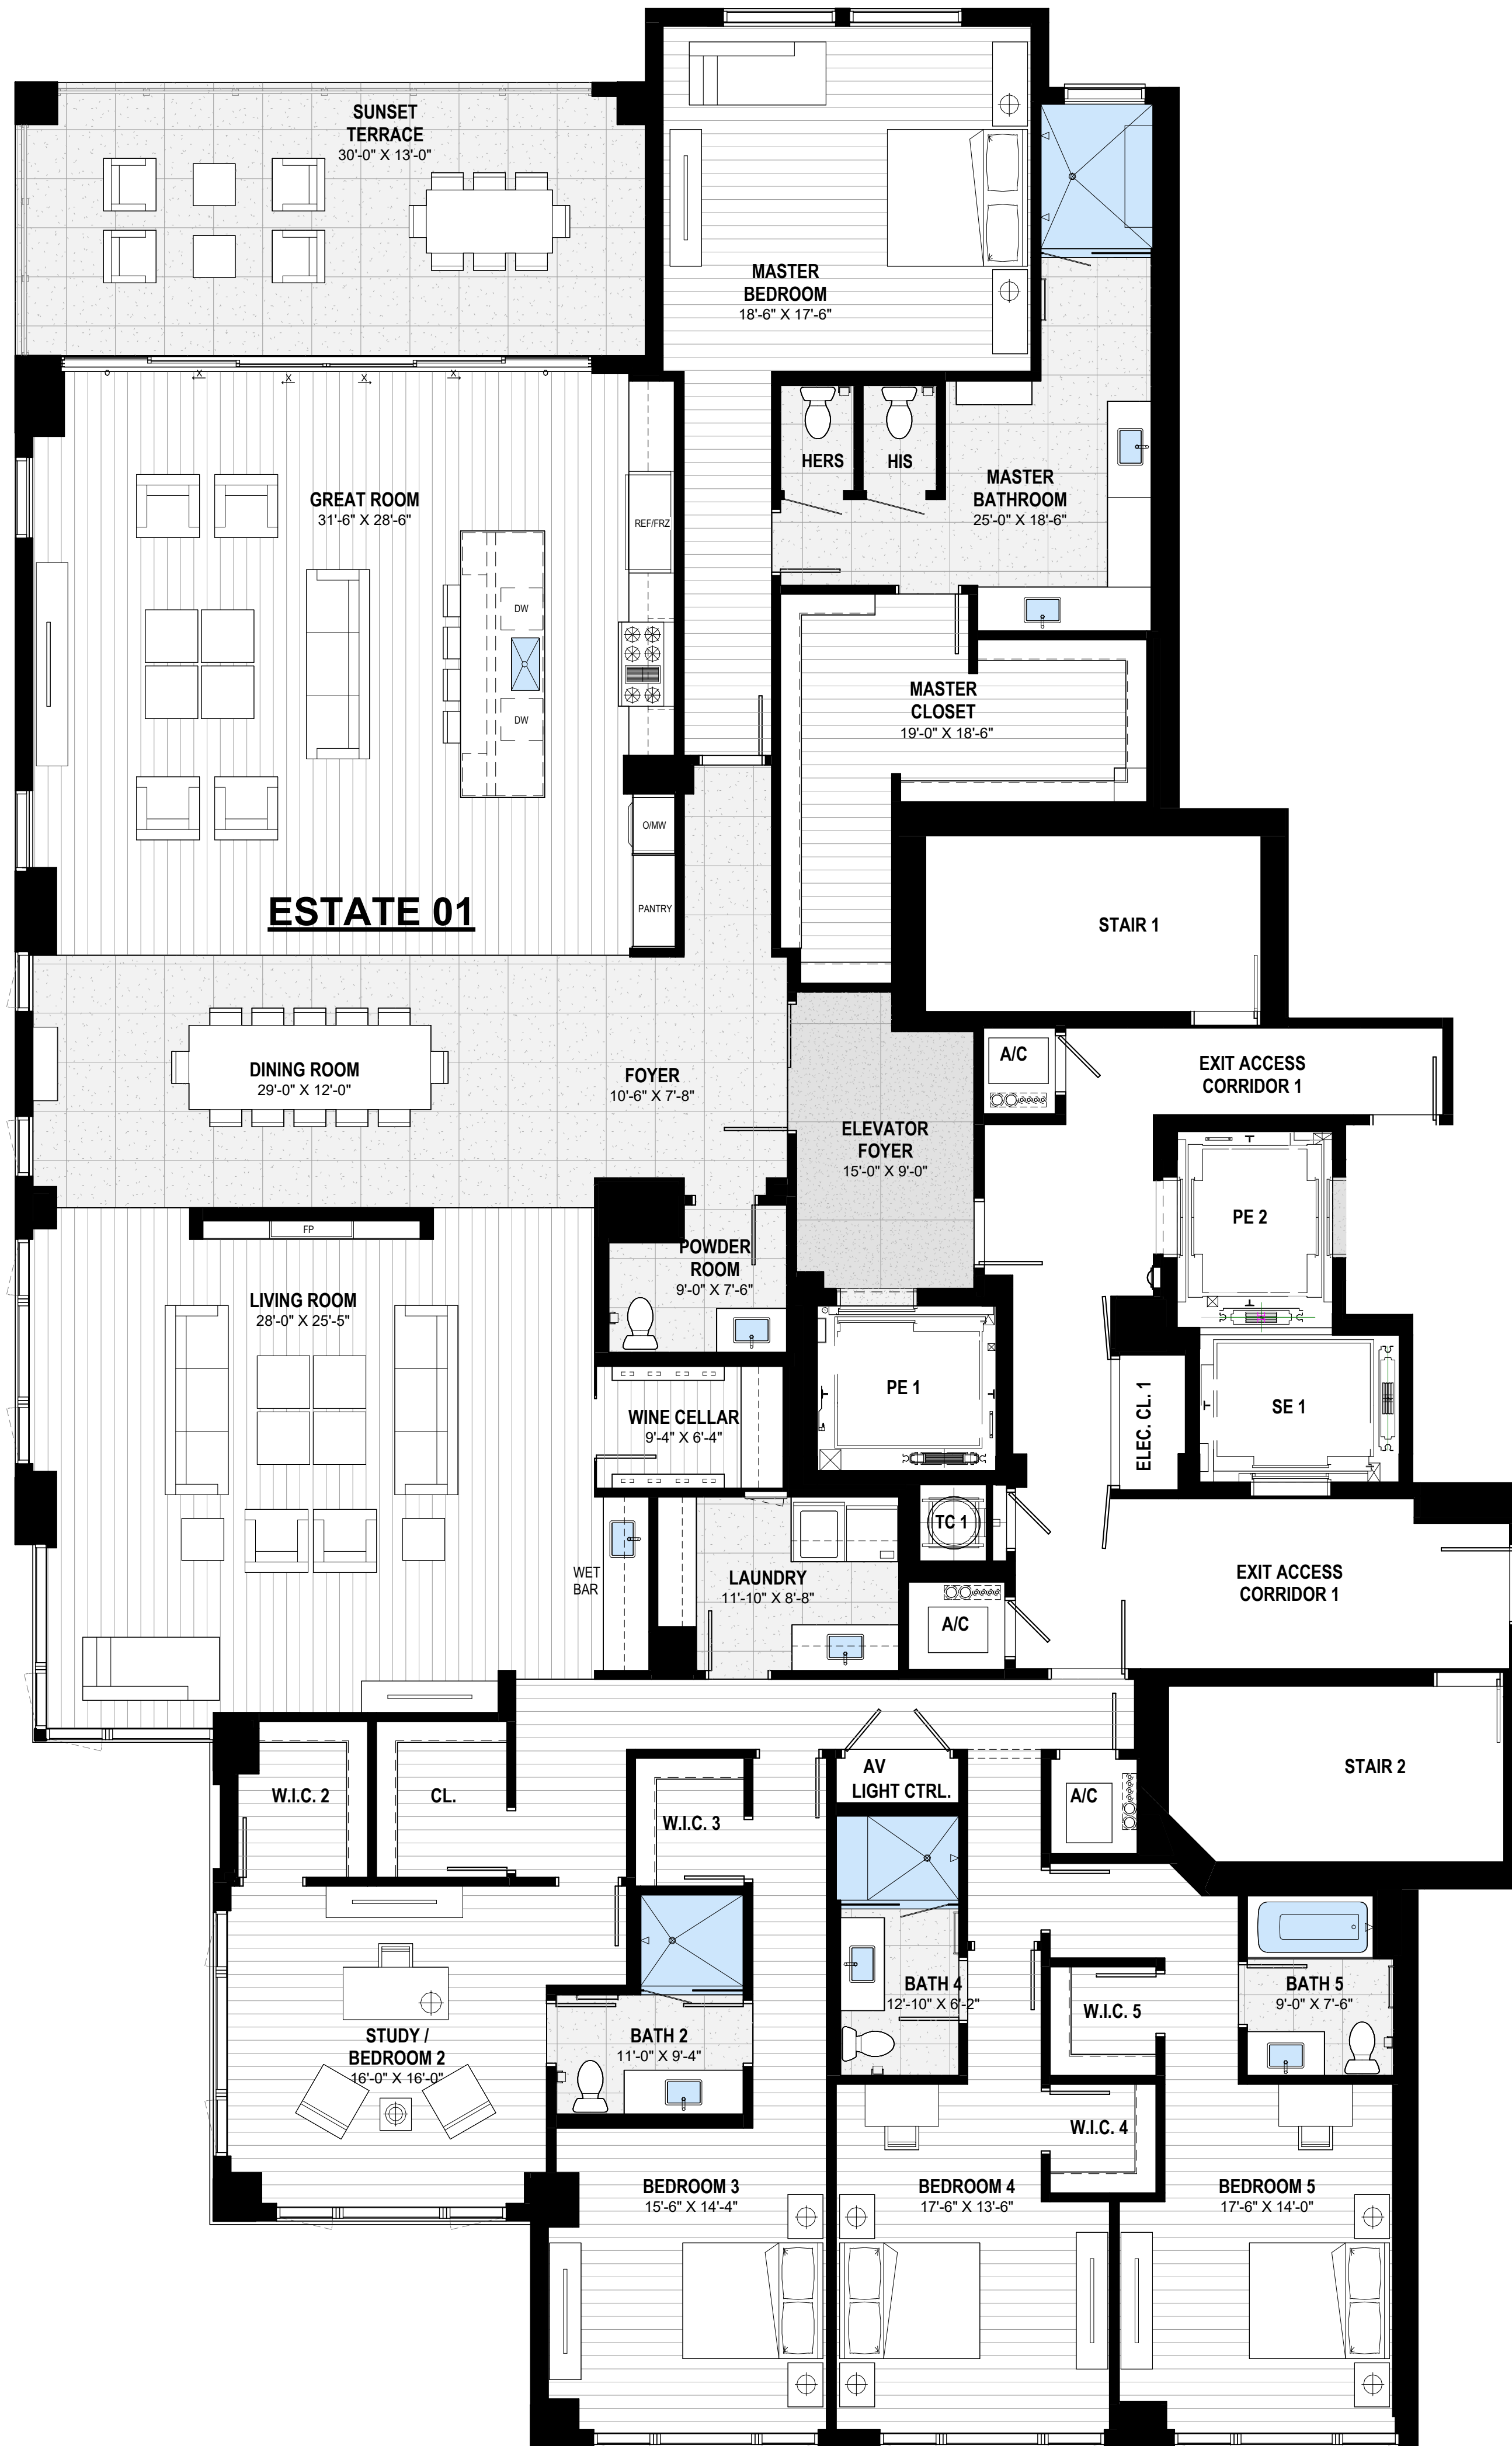 SUNSET
TERRACE
30'-0" X 13'-0"
MASTER
BEDROOM
18'-6" X 17'-6"
O
X
X
X
X
O
HERS
HIS
MASTER
BATHROOM
25'-0" X 18'-6"
GREAT ROOM
31'-6" X 28'-6"
REF/FRZ
DW
DW
MASTER
CLOSET
19'-0" X 18'-6"
O/MW
PANTRY
ESTATE 01
STAIR 1
DINING ROOM
29'-0" X 12'-0"
FOYER
10'-6" X 7'-8"
ELEVATOR
FOYER
15'-0" X 9'-0"
A/C
EXIT ACCESS
CORRIDOR 1
PE 2
FP
POWDER
ROOM
9'-0" X 7'-6"
LIVING ROOM
28'-0" X 25'-5"
PE 1
WINE CELLAR
9'-4" X 6'-4"
ELEC. CL. 1
SE 1
TC 1
WET
BAR
LAUNDRY
11'-10" X 8'-8"
A/C
EXIT ACCESS
CORRIDOR 1
STAIR 2
W.I.C. 2
CL.
W.I.C. 3
AV
LIGHT CTRL.
A/C
STUDY /
BEDROOM 2
16'-0" X 16'-0"
BATH 2
11'-0" X 9'-4"
BATH 4
12'-10" X 6'-2"
W.I.C. 5
BATH 5
9'-0" X 7'-6"
W.I.C. 4
BEDROOM 3
15'-6" X 14'-4"
BEDROOM 4
17'-6" X 13'-6"
BEDROOM 5
17'-6" X 14'-0"